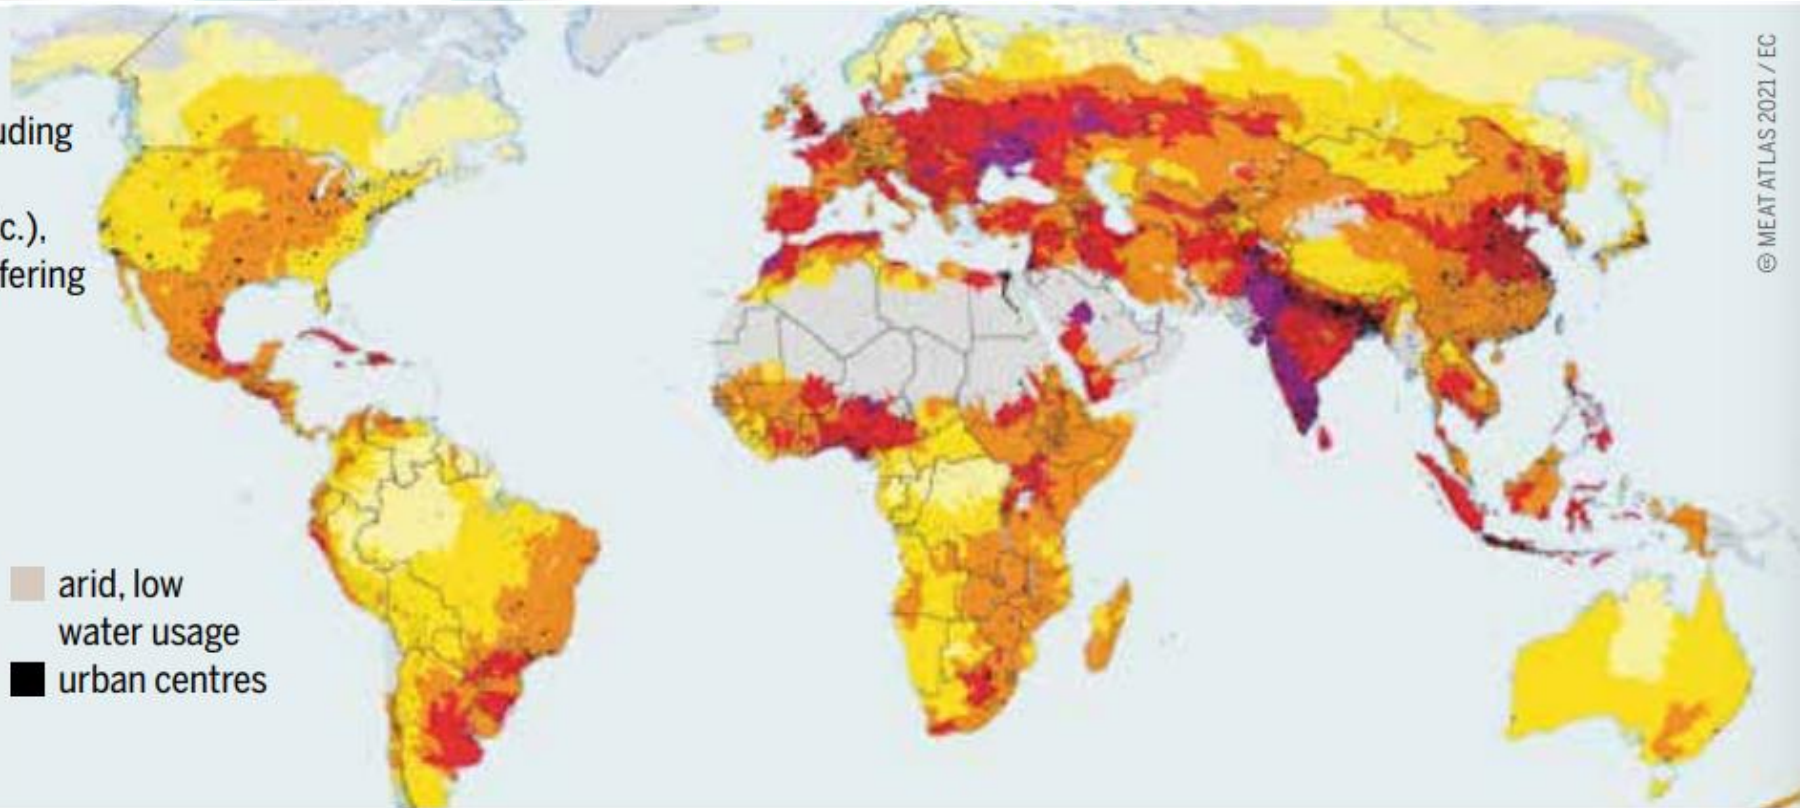 uding
c.),
fering
arid, low
water usage
urban centres
© MEAT ATLAS 2021 / EC